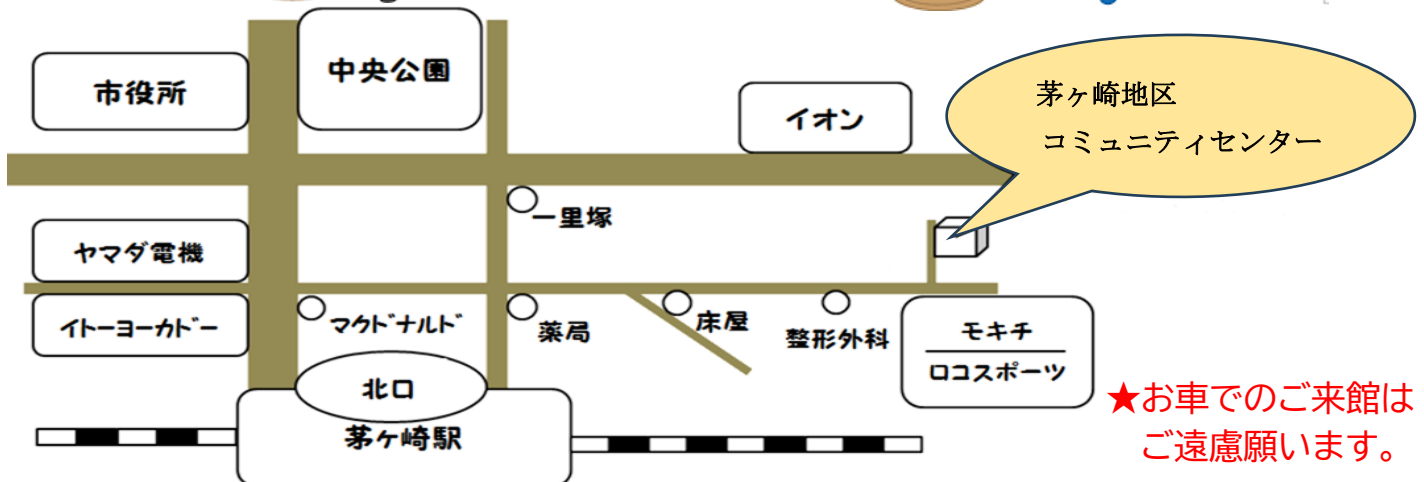 中央公園
市役所
イオン
茅ヶ崎地区
コミュニティセンター
一里塚
ヤマダ電機
イトーヨーカドー
マクドナルド
薬局
床屋
整形外科
モキチ
ロコスポーツ
北口
茅ヶ崎駅
★お車でのご来館は
ご遠慮願います。